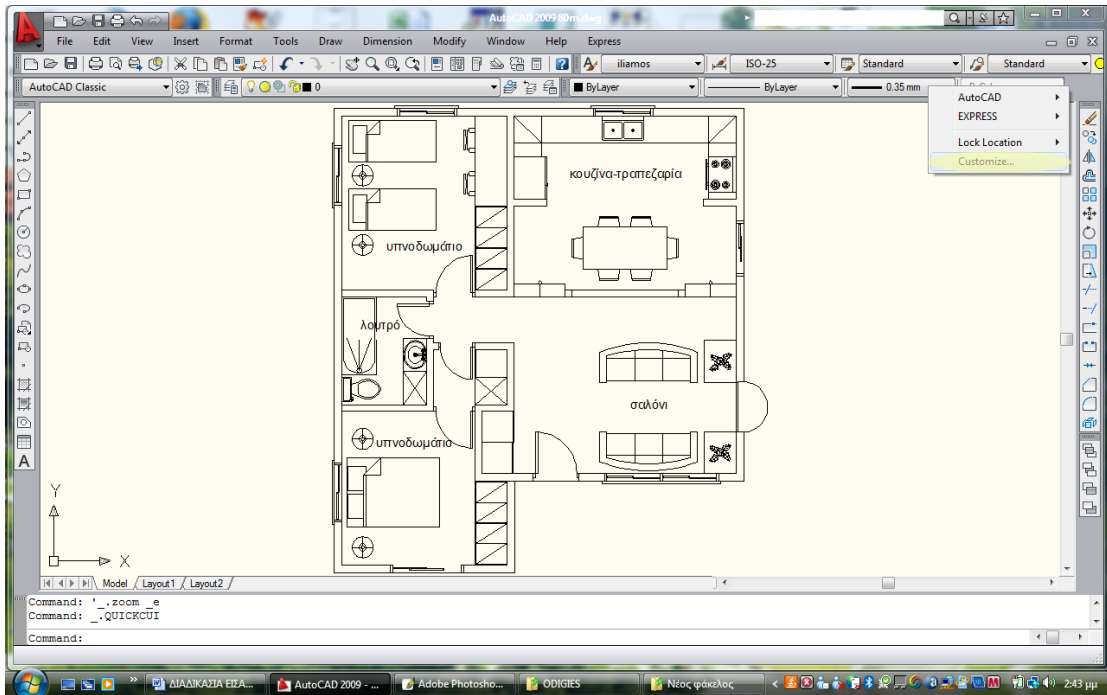 AutoCAD 2009 80m.dwg
File Edit View Insert Format Tools Draw Dimension Modify Window Help Express
iliamos ISO-25 Standard Standard
AutoCAD Classic 0 ByLayer ByLayer 0.35 mm
AutoCAD
EXPRESS
Lock Location
Customize...
κουζίνα-τραπεζαρία
υπνοδωμάτιο
λουτρό
σαλόνι
υπνοδωμάτιο
A
Y
X
Model Layout1 Layout2
Command: '_.zoom _e
Command: _.QUICKCUI
Command:
ΔΙΑΔΙΚΑΣΙΑ ΕΙΣΑ... AutoCAD 2009 - ... Adobe Photosho... ODIGIES Νέος φάκελος 2:43 μμ